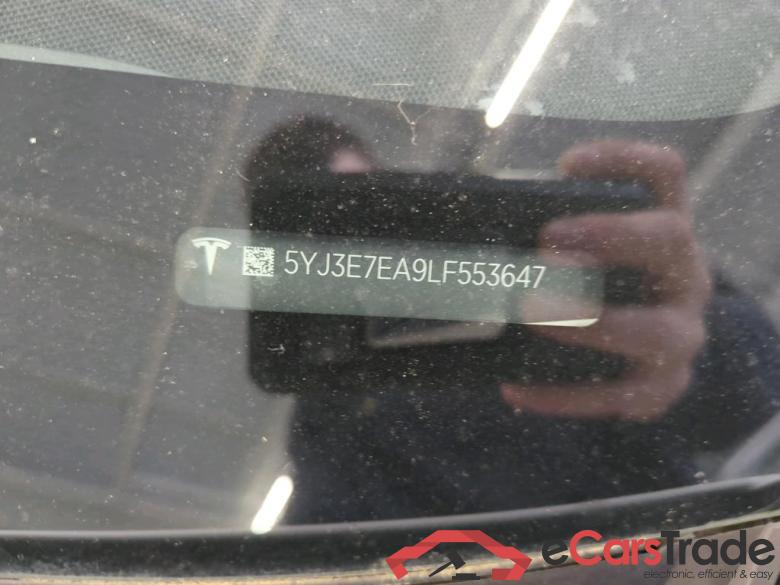 5YJ3E7EA9LF553647
eCarsTrade
electronic, efficient & easy